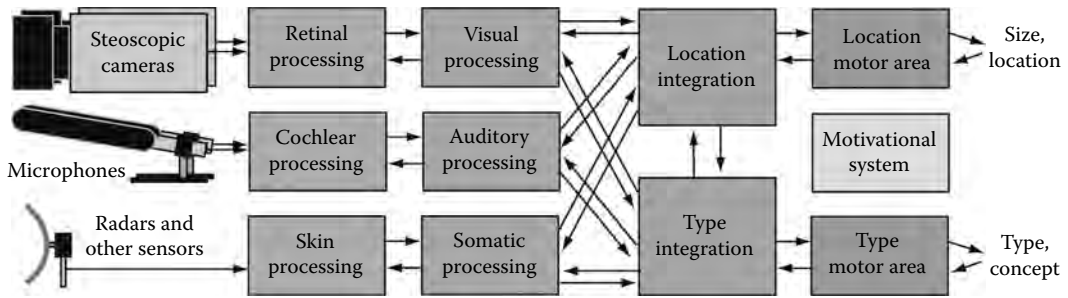 Steoscopic
cameras
Retinal
processing
Visual
processing
Location
integration
Location
motor area
Size,
location
Microphones
Cochlear
processing
Auditory
processing
Motivational
system
Radars and
other sensors
Skin
processing
Somatic
processing
Type
integration
Type
motor area
Type,
concept